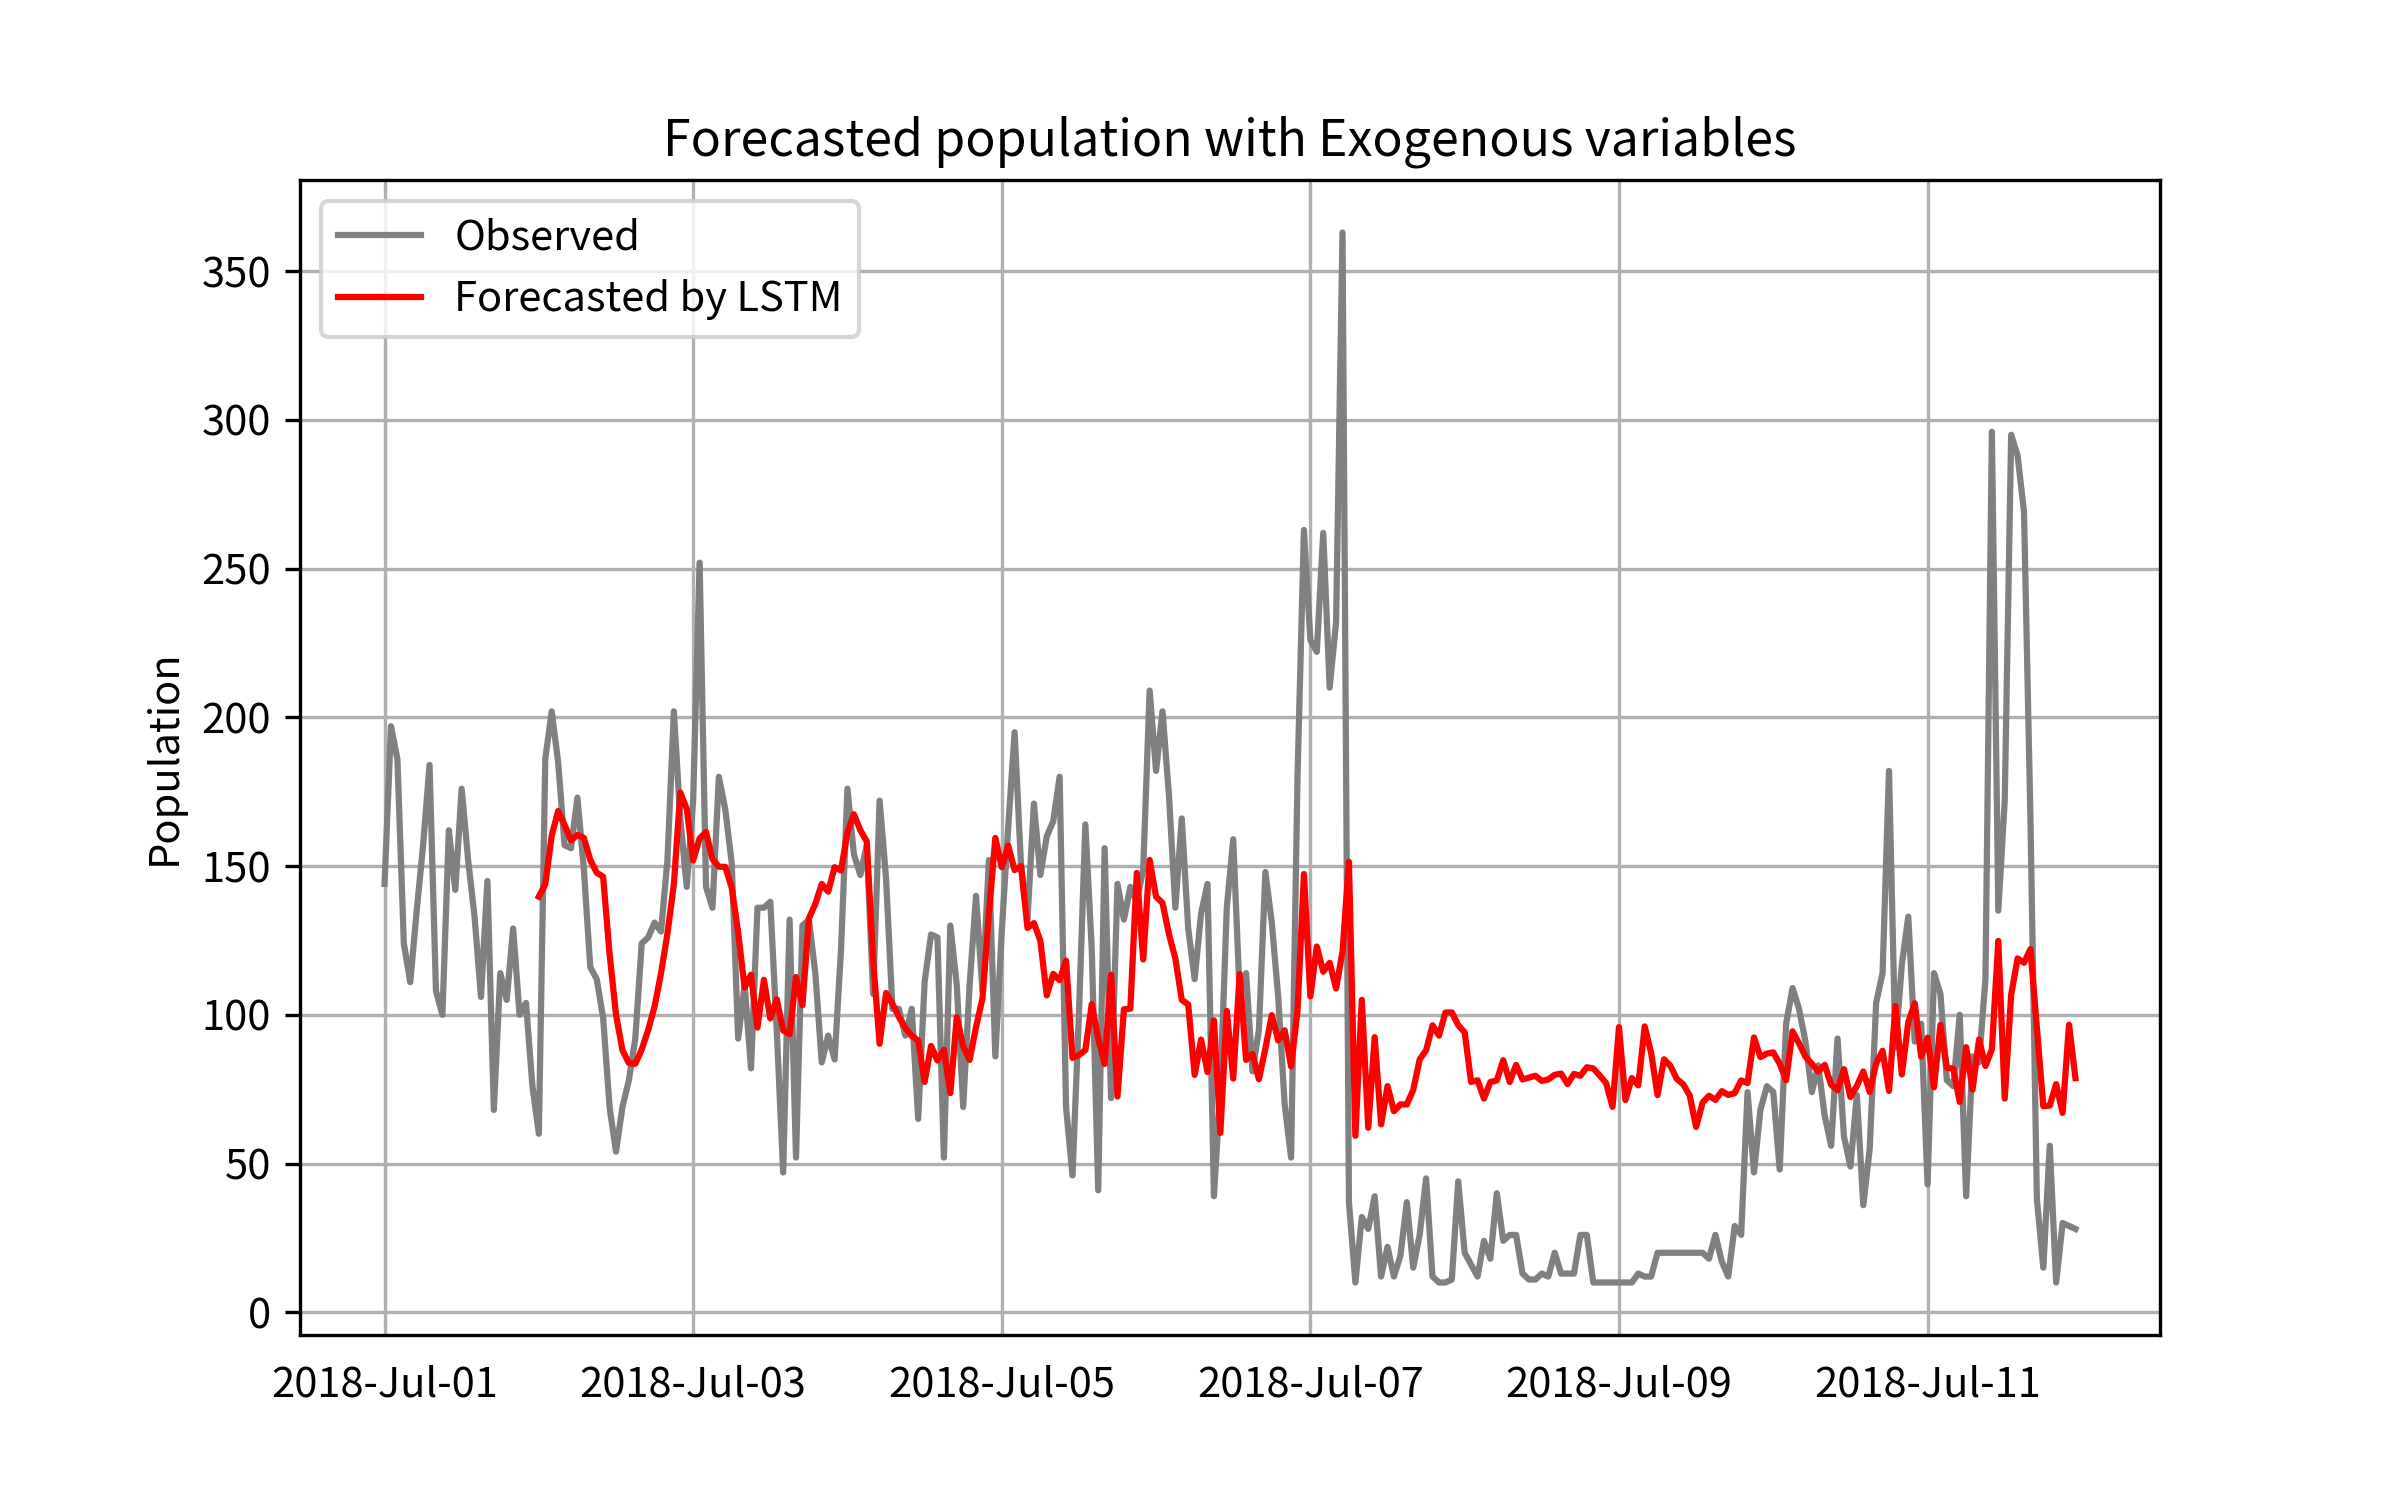 Forecasted population with Exogenous variables
Observed
Forecasted by LSTM
Population
350
300
250
200
150
100
50
0
2018-Jul-01 2018-Jul-03 2018-Jul-05 2018-Jul-07 2018-Jul-09 2018-Jul-11